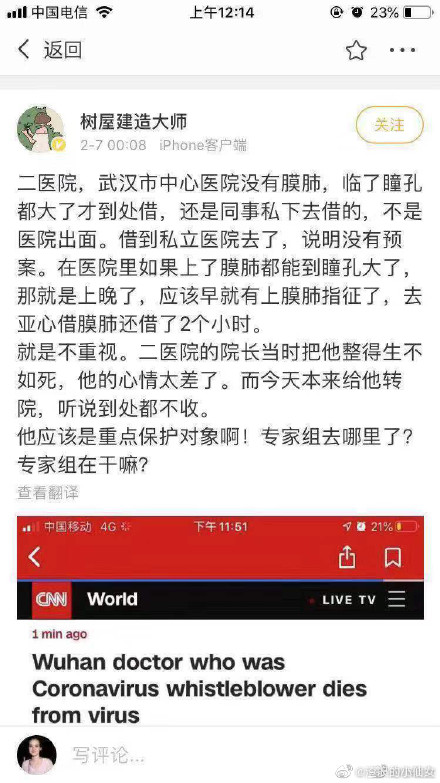 中国电信
上午12:14
23%
返回
树屋建造大师
2-7 00:08 iPhone客户端
关注
二医院，武汉市中心医院没有膜肺，临了瞳孔
都大了才到处借，还是同事私下去借的，不是
医院出面。借到私立医院去了，说明没有预
案。在医院里如果上了膜肺都能到瞳孔大了，
那就是上晚了，应该早就有上膜肺指征了，去
亚心借膜肺还借了2个小时。
就是不重视。二医院的院长当时把他整得生不
如死，他的心情太差了。而今天本来给他转
院，听说到处都不收。
他应该是重点保护对象啊！专家组去哪里了？
专家组在干嘛？
查看翻译
中国移动 4G
下午11:51
21%
CNN World
LIVE TV
1 min ago
Wuhan doctor who was
Coronavirus whistleblower dies
from virus
写评论...